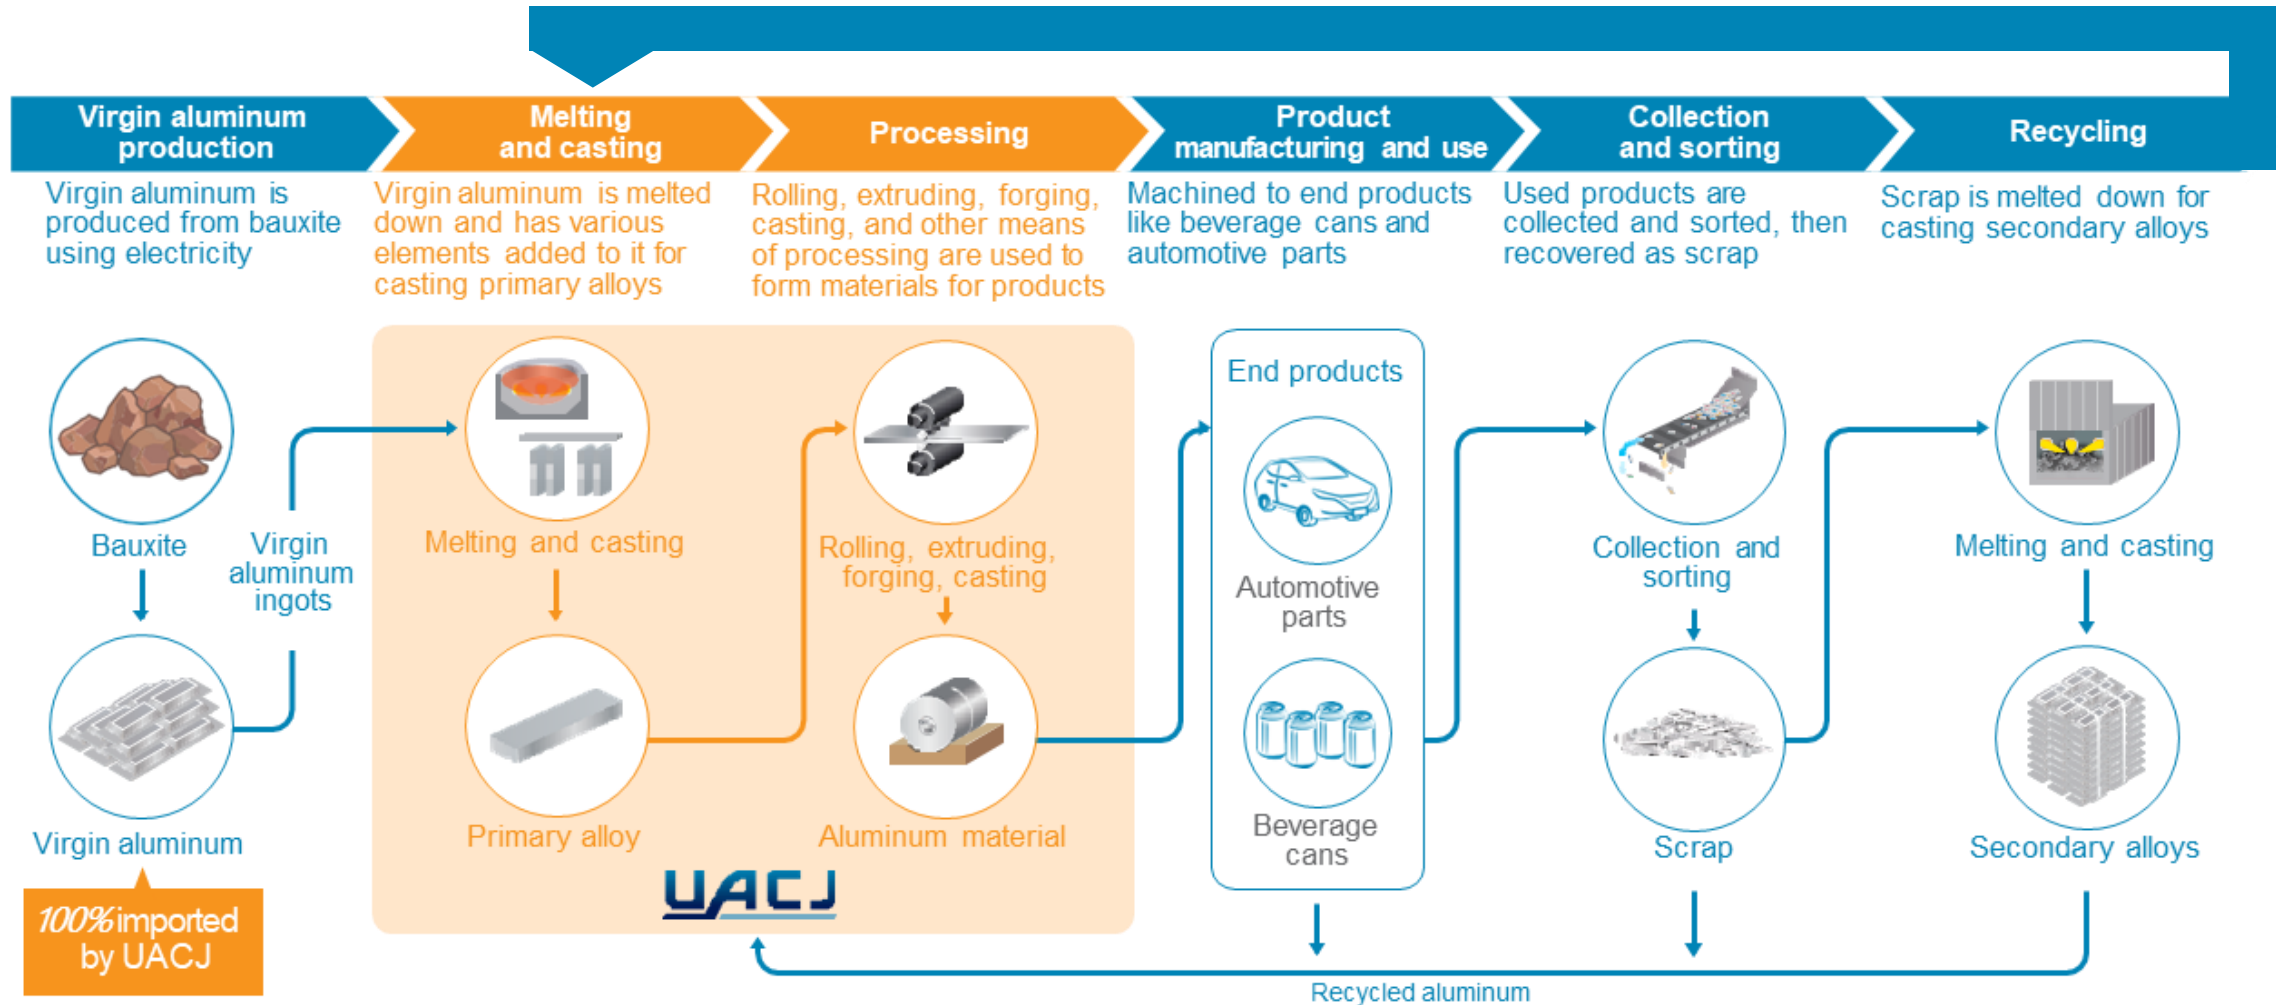 Virgin aluminum
production
Melting
and casting
Processing
Product
manufacturing and use
Collection
and sorting
Recycling
Virgin aluminum is
produced from bauxite
using electricity
Virgin aluminum is melted
down and has various
elements added to it for
casting primary alloys
Rolling, extruding, forging,
casting, and other means
of processing are used to
form materials for products
Machined to end products
like beverage cans and
automotive parts
Used products are
collected and sorted, then
recovered as scrap
Scrap is melted down for
casting secondary alloys
Bauxite
Virgin
aluminum
ingots
Virgin aluminum
100% imported
by UACJ
Melting and casting
Primary alloy
Rolling, extruding,
forging, casting
Aluminum material
UACJ
End products
Automotive
parts
Beverage
cans
Collection and
sorting
Scrap
Melting and casting
Secondary alloys
Recycled aluminum